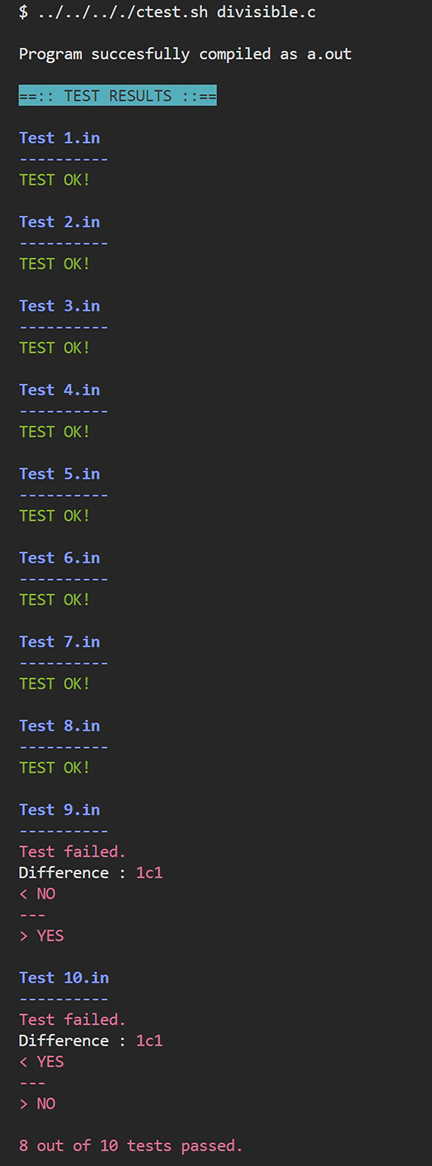 $ ../../.././ctest.sh divisible.c
Program succesfully compiled as a.out
==:: TEST RESULTS ::==
Test 1.in
----------
TEST OK!
Test 2.in
----------
TEST OK!
Test 3.in
----------
TEST OK!
Test 4.in
----------
TEST OK!
Test 5.in
----------
TEST OK!
Test 6.in
----------
TEST OK!
Test 7.in
----------
TEST OK!
Test 8.in
----------
TEST OK!
Test 9.in
----------
Test failed.
Difference : 1c1
< NO
---
> YES
Test 10.in
----------
Test failed.
Difference : 1c1
< YES
---
> NO
8 out of 10 tests passed.